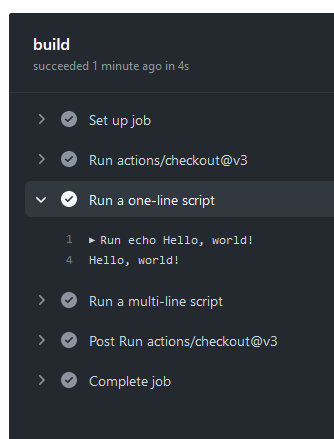 build
succeeded 1 minute ago in 4s
Set up job
Run actions/checkout@v3
Run a one-line script
1 ▸ Run echo Hello, world!
4 Hello, world!
Run a multi-line script
Post Run actions/checkout@v3
Complete job